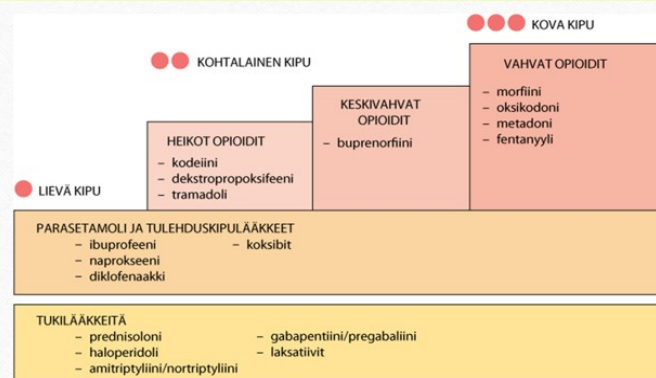 KOVA KIPU
KOHTALAINEN KIPU
VAHVAT OPIOIDIT
– morfiini
– oksikodoni
– metadoni
– fentanyyli
KESKIVAHVAT
OPIOIDIT
– buprenorfiini
HEIKOT OPIOIDIT
– kodeiini
– dekstropropoksifeeni
– tramadoli
LIEVÄ KIPU
PARASETAMOLI JA TULEHDUSKIPULÄÄKKEET
– ibuprofeeni – koksibit
– naprokseeni
– diklofenaakki
TUKILÄÄKKEITÄ
– prednisoloni – gabapentiini/pregabaliini
– haloperidoli – laksatiivit
– amitriptyliini/nortriptyliini